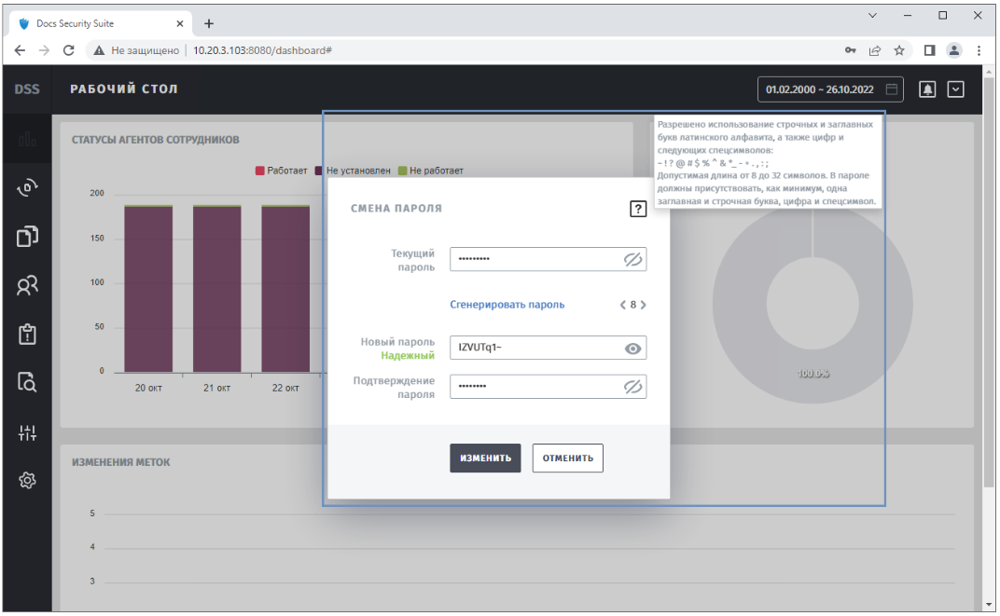 Docs Security Suite
Не защищено
10.20.3.103:8080/dashboard#
DSS
РАБОЧИЙ СТОЛ
01.02.2000 ~ 26.10.2022
СТАТУСЫ АГЕНТОВ СОТРУДНИКОВ
Работает Не установлен Не работает
200
150
100
50
0
20 окт 21 окт 22 окт
Разрешено использование строчных и заглавных
букв латинского алфавита, а также цифр и
следующих спецсимволов:
~ ! ? @ # $ % ^ & * _ - + . , : ;
Допустимая длина от 8 до 32 символов. В пароле
должны присутствовать, как минимум, одна
заглавная и строчная буква, цифра и спецсимвол.
СМЕНА ПАРОЛЯ
?
Текущий
пароль
•••••••••
Сгенерировать пароль
< 8 >
Новый пароль
Надежный
IZVUTq1~
Подтверждение
пароля
••••••••
ИЗМЕНИТЬ ОТМЕНИТЬ
100.0%
ИЗМЕНЕНИЯ МЕТОК
5
4
3